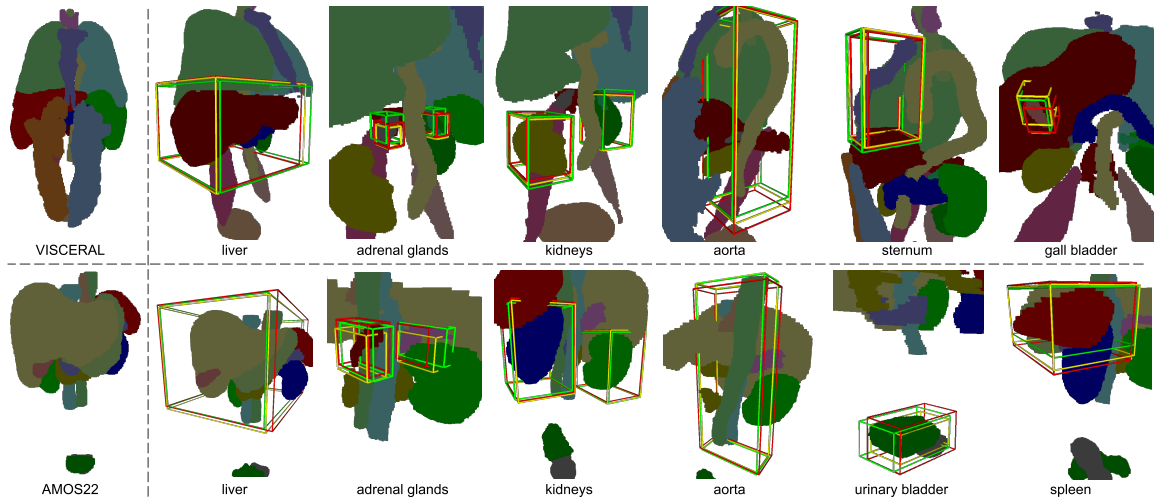 VISCERAL liver adrenal glands kidneys aorta sternum gall bladder
AMOS22 liver adrenal glands kidneys aorta urinary bladder spleen